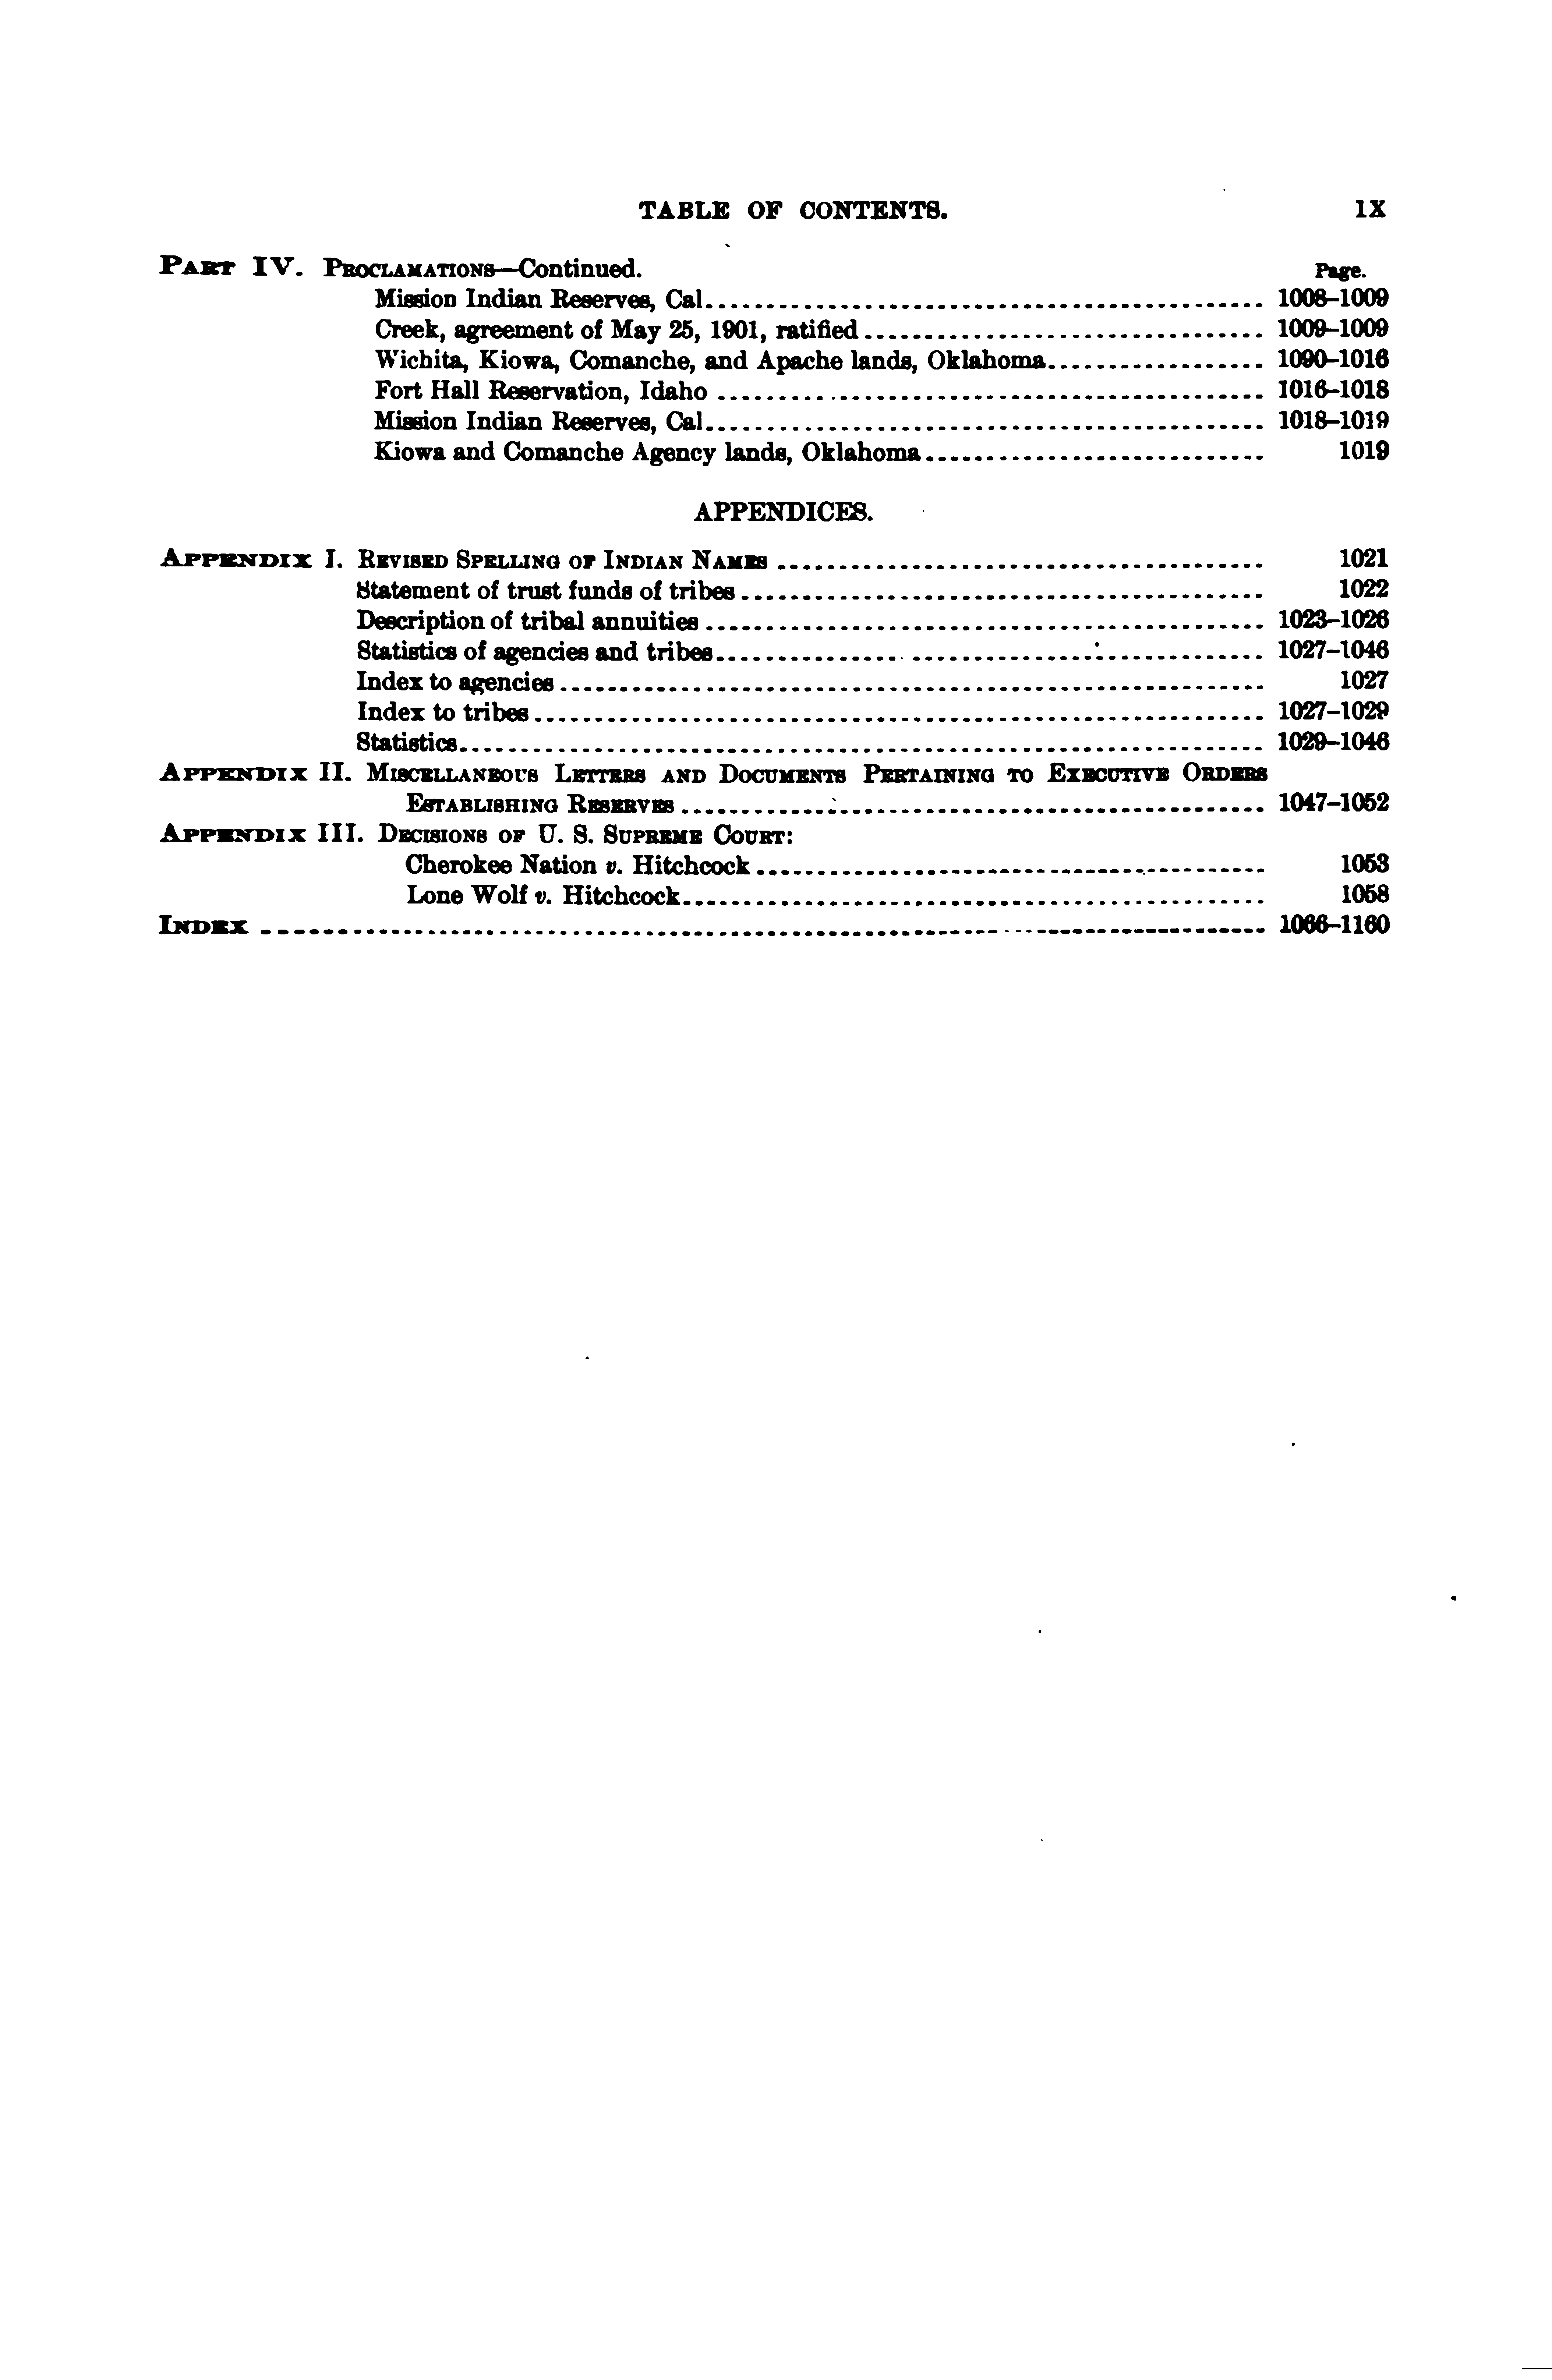 TABLE OF CONTENTS. IX
PART IV. PROCLAMATIONS—Continued. Page.
Mission Indian Reserves, Cal. 1008–1009
Creek, agreement of May 25, 1901, ratified 1009–1009
Wichita, Kiowa, Comanche, and Apache lands, Oklahoma 1090–1016
Fort Hall Reservation, Idaho 1016–1018
Mission Indian Reserves, Cal. 1018–1019
Kiowa and Comanche Agency lands, Oklahoma 1019
APPENDICES.
APPENDIX I. REVISED SPELLING OF INDIAN NAMES 1021
Statement of trust funds of tribes 1022
Description of tribal annuities 1023–1026
Statistics of agencies and tribes 1027–1046
Index to agencies 1027
Index to tribes 1027–1029
Statistics 1029–1046
APPENDIX II. MISCELLANEOUS LETTERS AND DOCUMENTS PERTAINING TO EXECUTIVE ORDERS
ESTABLISHING RESERVES 1047–1052
APPENDIX III. DECISIONS OF U. S. SUPREME COURT:
Cherokee Nation v. Hitchcock 1053
Lone Wolf v. Hitchcock 1058
INDEX 1066–1160